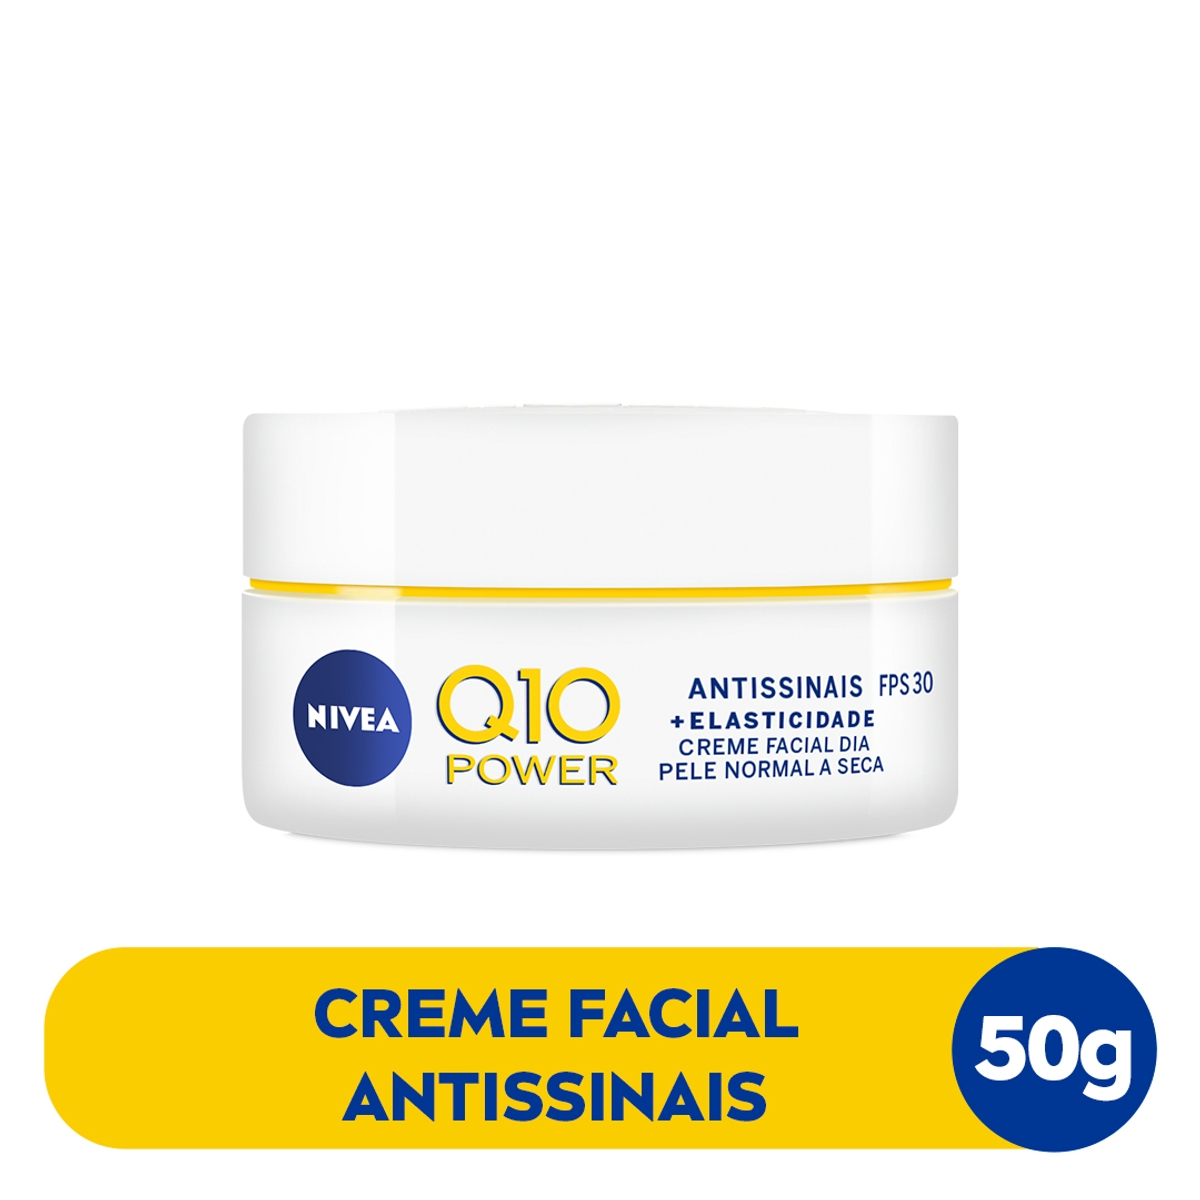 NIVEA
Q10
POWER
ANTISSINAIS FPS 30
+ELASTICIDADE
CREME FACIAL DIA
PELE NORMAL A SECA
CREME FACIAL
ANTISSINAIS
50g